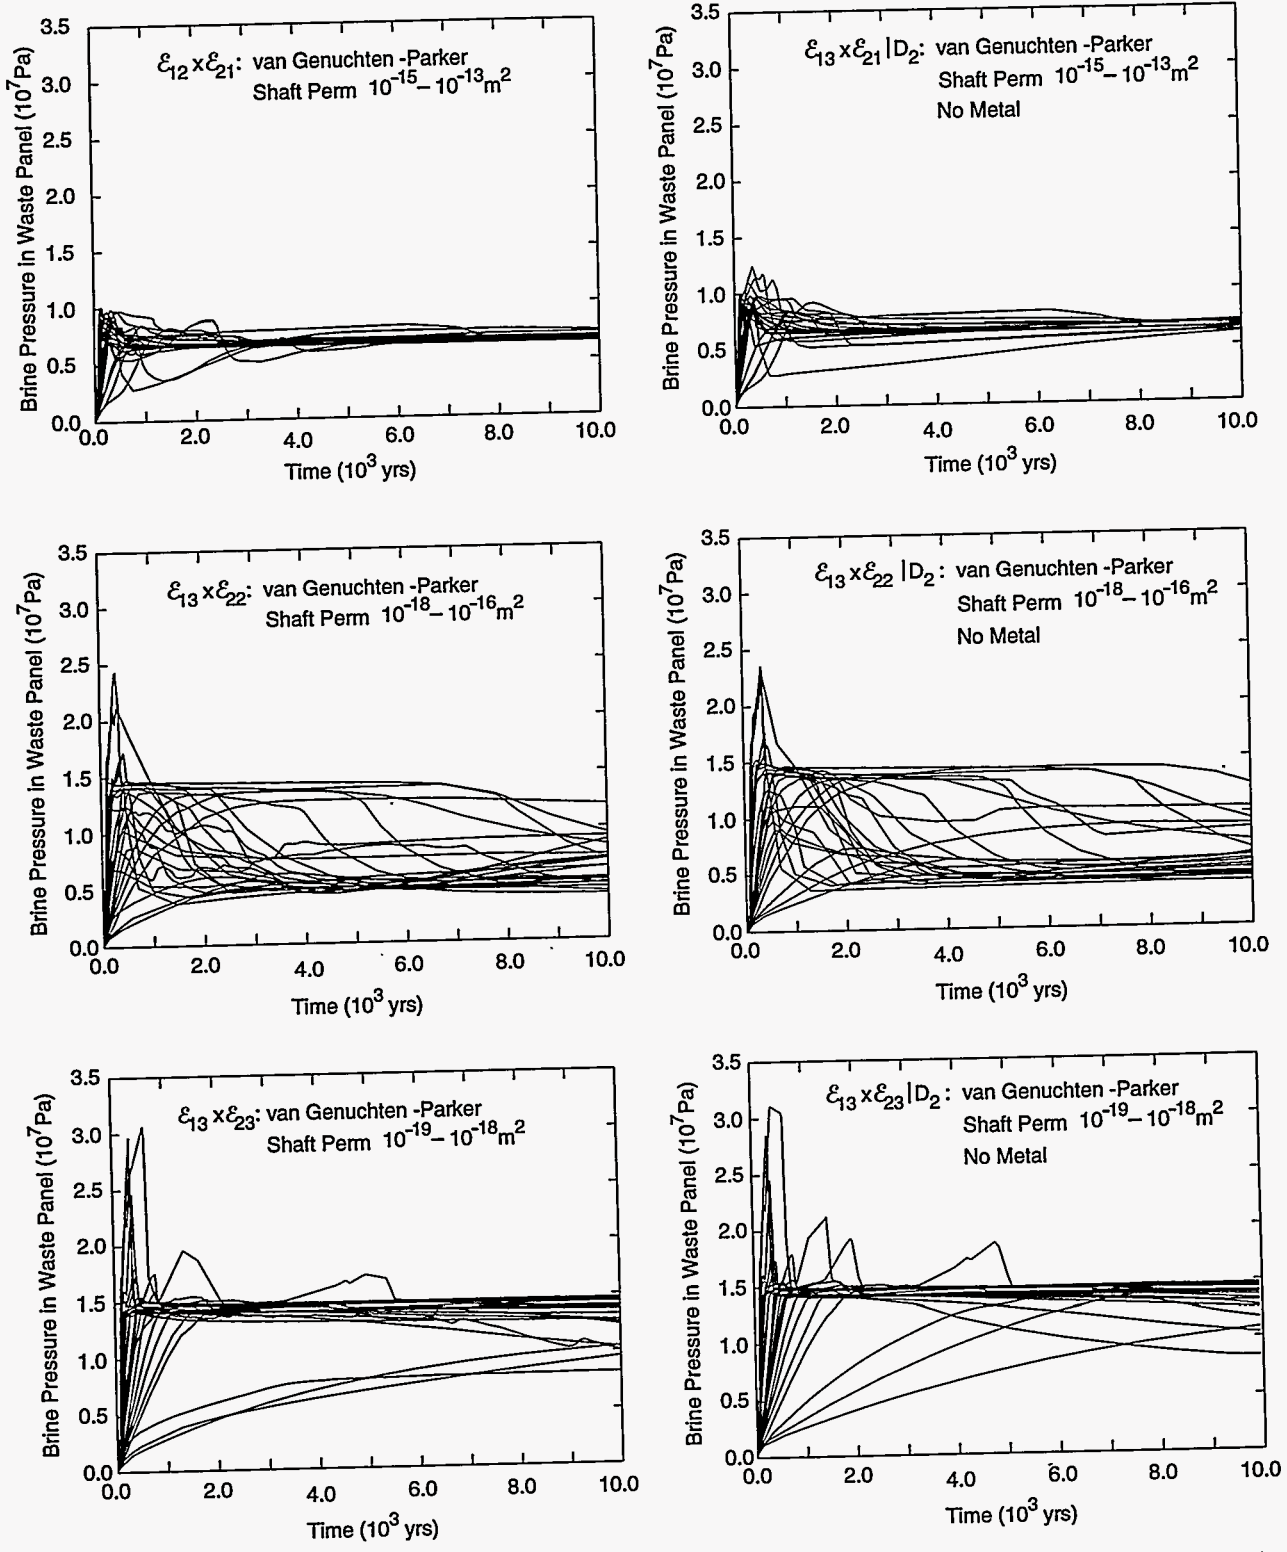 ℰ12 x ℰ21: van Genuchten -Parker
Shaft Perm 10^-15 – 10^-13 m^2
Brine Pressure in Waste Panel (10^7 Pa)
3.5
3.0
2.5
2.0
1.5
1.0
0.5
0.0
0.0 2.0 4.0 6.0 8.0 10.0
Time (10^3 yrs)
ℰ13 x ℰ21|D2: van Genuchten -Parker
Shaft Perm 10^-15 – 10^-13 m^2
No Metal
Brine Pressure in Waste Panel (10^7 Pa)
3.5
3.0
2.5
2.0
1.5
1.0
0.5
0.0
0.0 2.0 4.0 6.0 8.0 10.0
Time (10^3 yrs)
ℰ13 x ℰ22: van Genuchten -Parker
Shaft Perm 10^-18 – 10^-16 m^2
Brine Pressure in Waste Panel (10^7 Pa)
3.5
3.0
2.5
2.0
1.5
1.0
0.5
0.0
0.0 2.0 4.0 6.0 8.0 10.0
Time (10^3 yrs)
ℰ13 x ℰ22 |D2: van Genuchten -Parker
Shaft Perm 10^-18 – 10^-16 m^2
No Metal
Brine Pressure in Waste Panel (10^7 Pa)
3.5
3.0
2.5
2.0
1.5
1.0
0.5
0.0
0.0 2.0 4.0 6.0 8.0 10.0
Time (10^3 yrs)
ℰ13 x ℰ23: van Genuchten -Parker
Shaft Perm 10^-19 – 10^-18 m^2
Brine Pressure in Waste Panel (10^7 Pa)
3.5
3.0
2.5
2.0
1.5
1.0
0.5
0.0
0.0 2.0 4.0 6.0 8.0 10.0
Time (10^3 yrs)
ℰ13 x ℰ23|D2: van Genuchten -Parker
Shaft Perm 10^-19 – 10^-18 m^2
No Metal
Brine Pressure in Waste Panel (10^7 Pa)
3.5
3.0
2.5
2.0
1.5
1.0
0.5
0.0
0.0 2.0 4.0 6.0 8.0 10.0
Time (10^3 yrs)